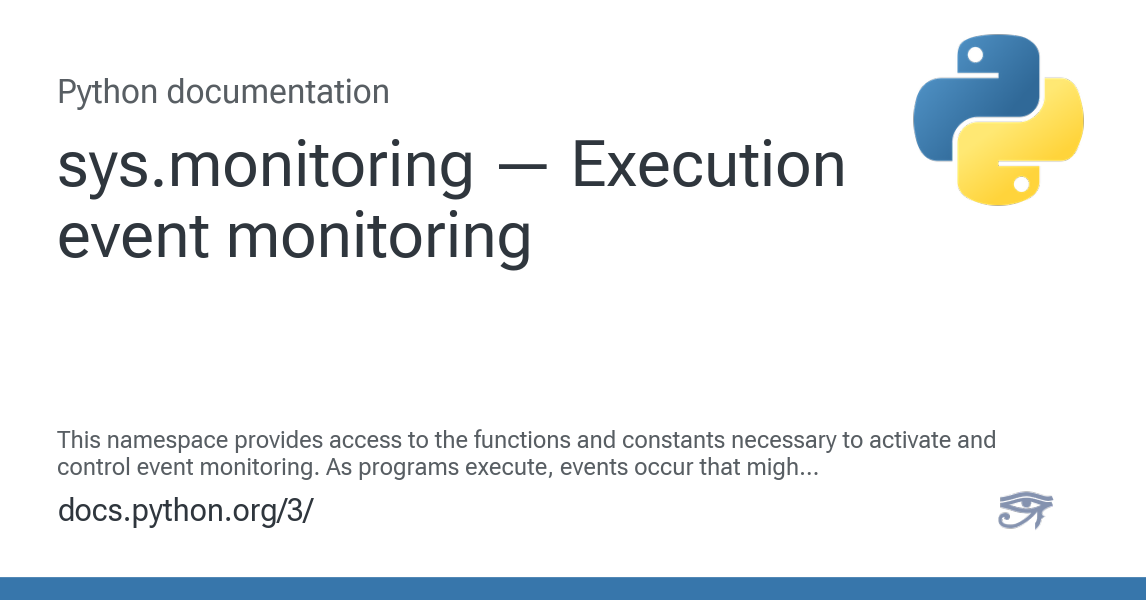 Python documentation
sys.monitoring — Execution
event monitoring
This namespace provides access to the functions and constants necessary to activate and
control event monitoring. As programs execute, events occur that migh...
docs.python.org/3/